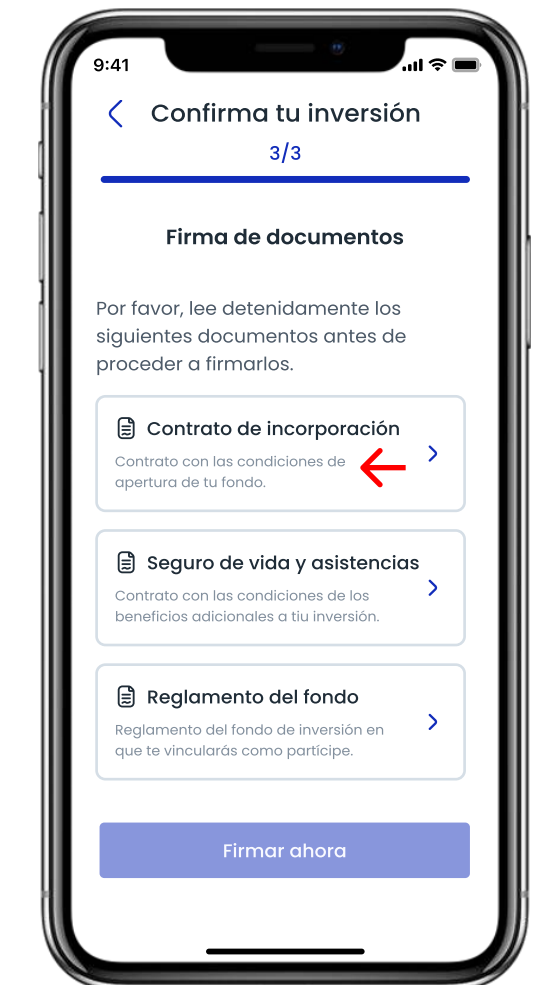 9:41
Confirma tu inversión
3/3
Firma de documentos
Por favor, lee detenidamente los
siguientes documentos antes de
proceder a firmarlos.
Contrato de incorporación
Contrato con las condiciones de
apertura de tu fondo.
Seguro de vida y asistencias
Contrato con las condiciones de los
beneficios adicionales a tiu inversión.
Reglamento del fondo
Reglamento del fondo de inversión en
que te vincularás como partícipe.
Firmar ahora